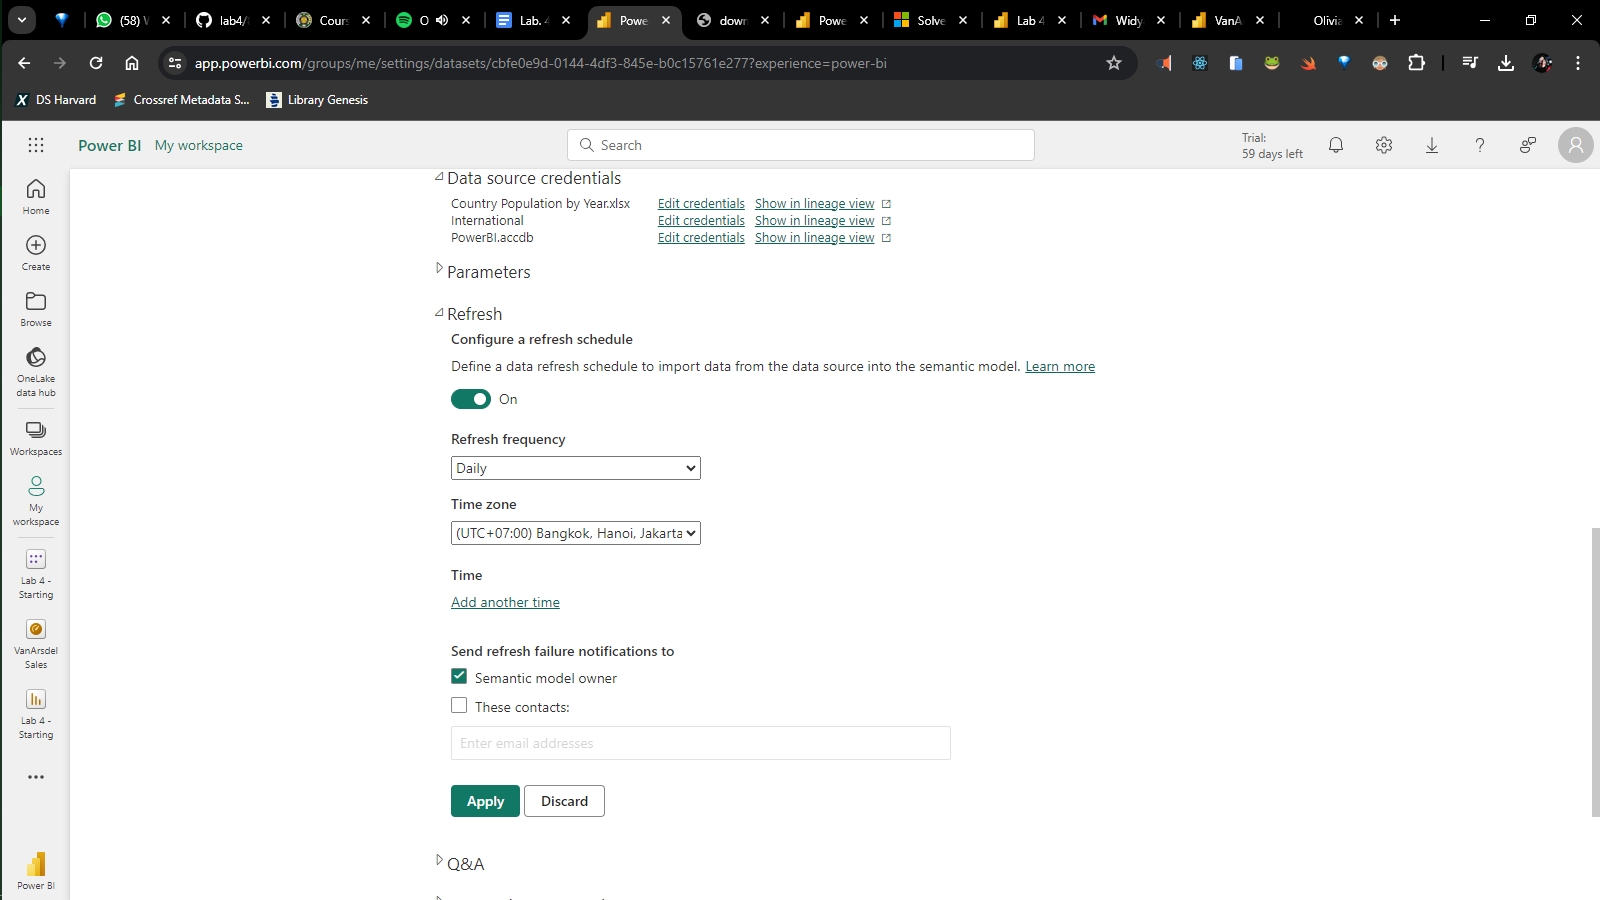 (58) W
lab4/
Cours
O
Lab. 4
Powe
down
Powe
Solve
Lab 4
Widy
VanA
Olivia
app.powerbi.com/groups/me/settings/datasets/cbfe0e9d-0144-4df3-845e-b0c15761e277?experience=power-bi
DS Harvard
Crossref Metadata S...
Library Genesis
Power BI
My workspace
Search
Trial:
59 days left
Home
Create
Browse
OneLake
data hub
Workspaces
My
workspace
Lab 4 -
Starting
VanArsdel
Sales
Lab 4 -
Starting
Power BI
Data source credentials
Country Population by Year.xlsx Edit credentials Show in lineage view
International Edit credentials Show in lineage view
PowerBI.accdb Edit credentials Show in lineage view
Parameters
Refresh
Configure a refresh schedule
Define a data refresh schedule to import data from the data source into the semantic model. Learn more
On
Refresh frequency
Daily
Time zone
(UTC+07:00) Bangkok, Hanoi, Jakarta
Time
Add another time
Send refresh failure notifications to
Semantic model owner
These contacts:
Enter email addresses
Apply
Discard
Q&A